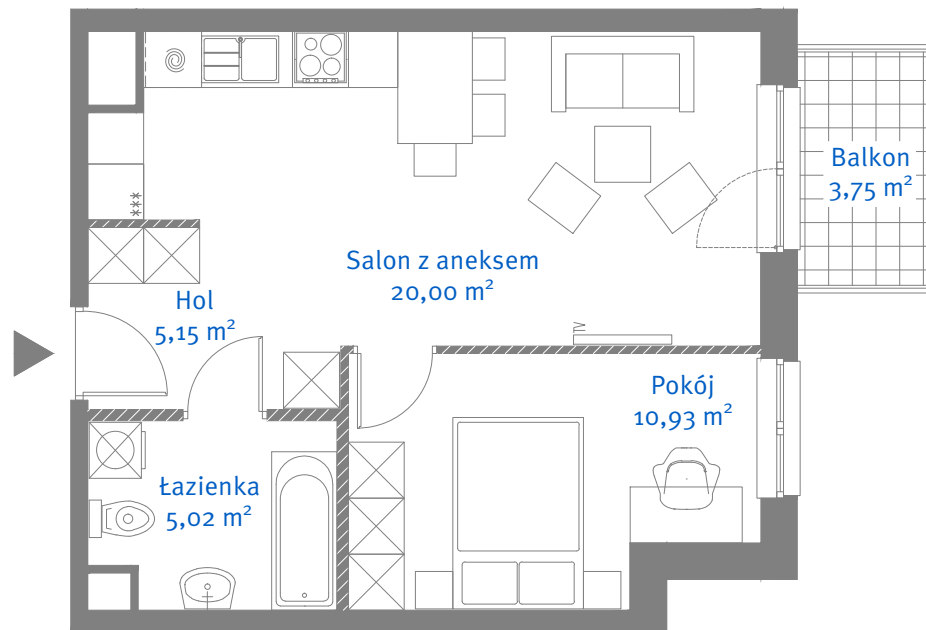 Balkon
3,75 m²
Salon z aneksem
20,00 m²
Hol
5,15 m²
TV
Pokój
10,93 m²
Łazienka
5,02 m²